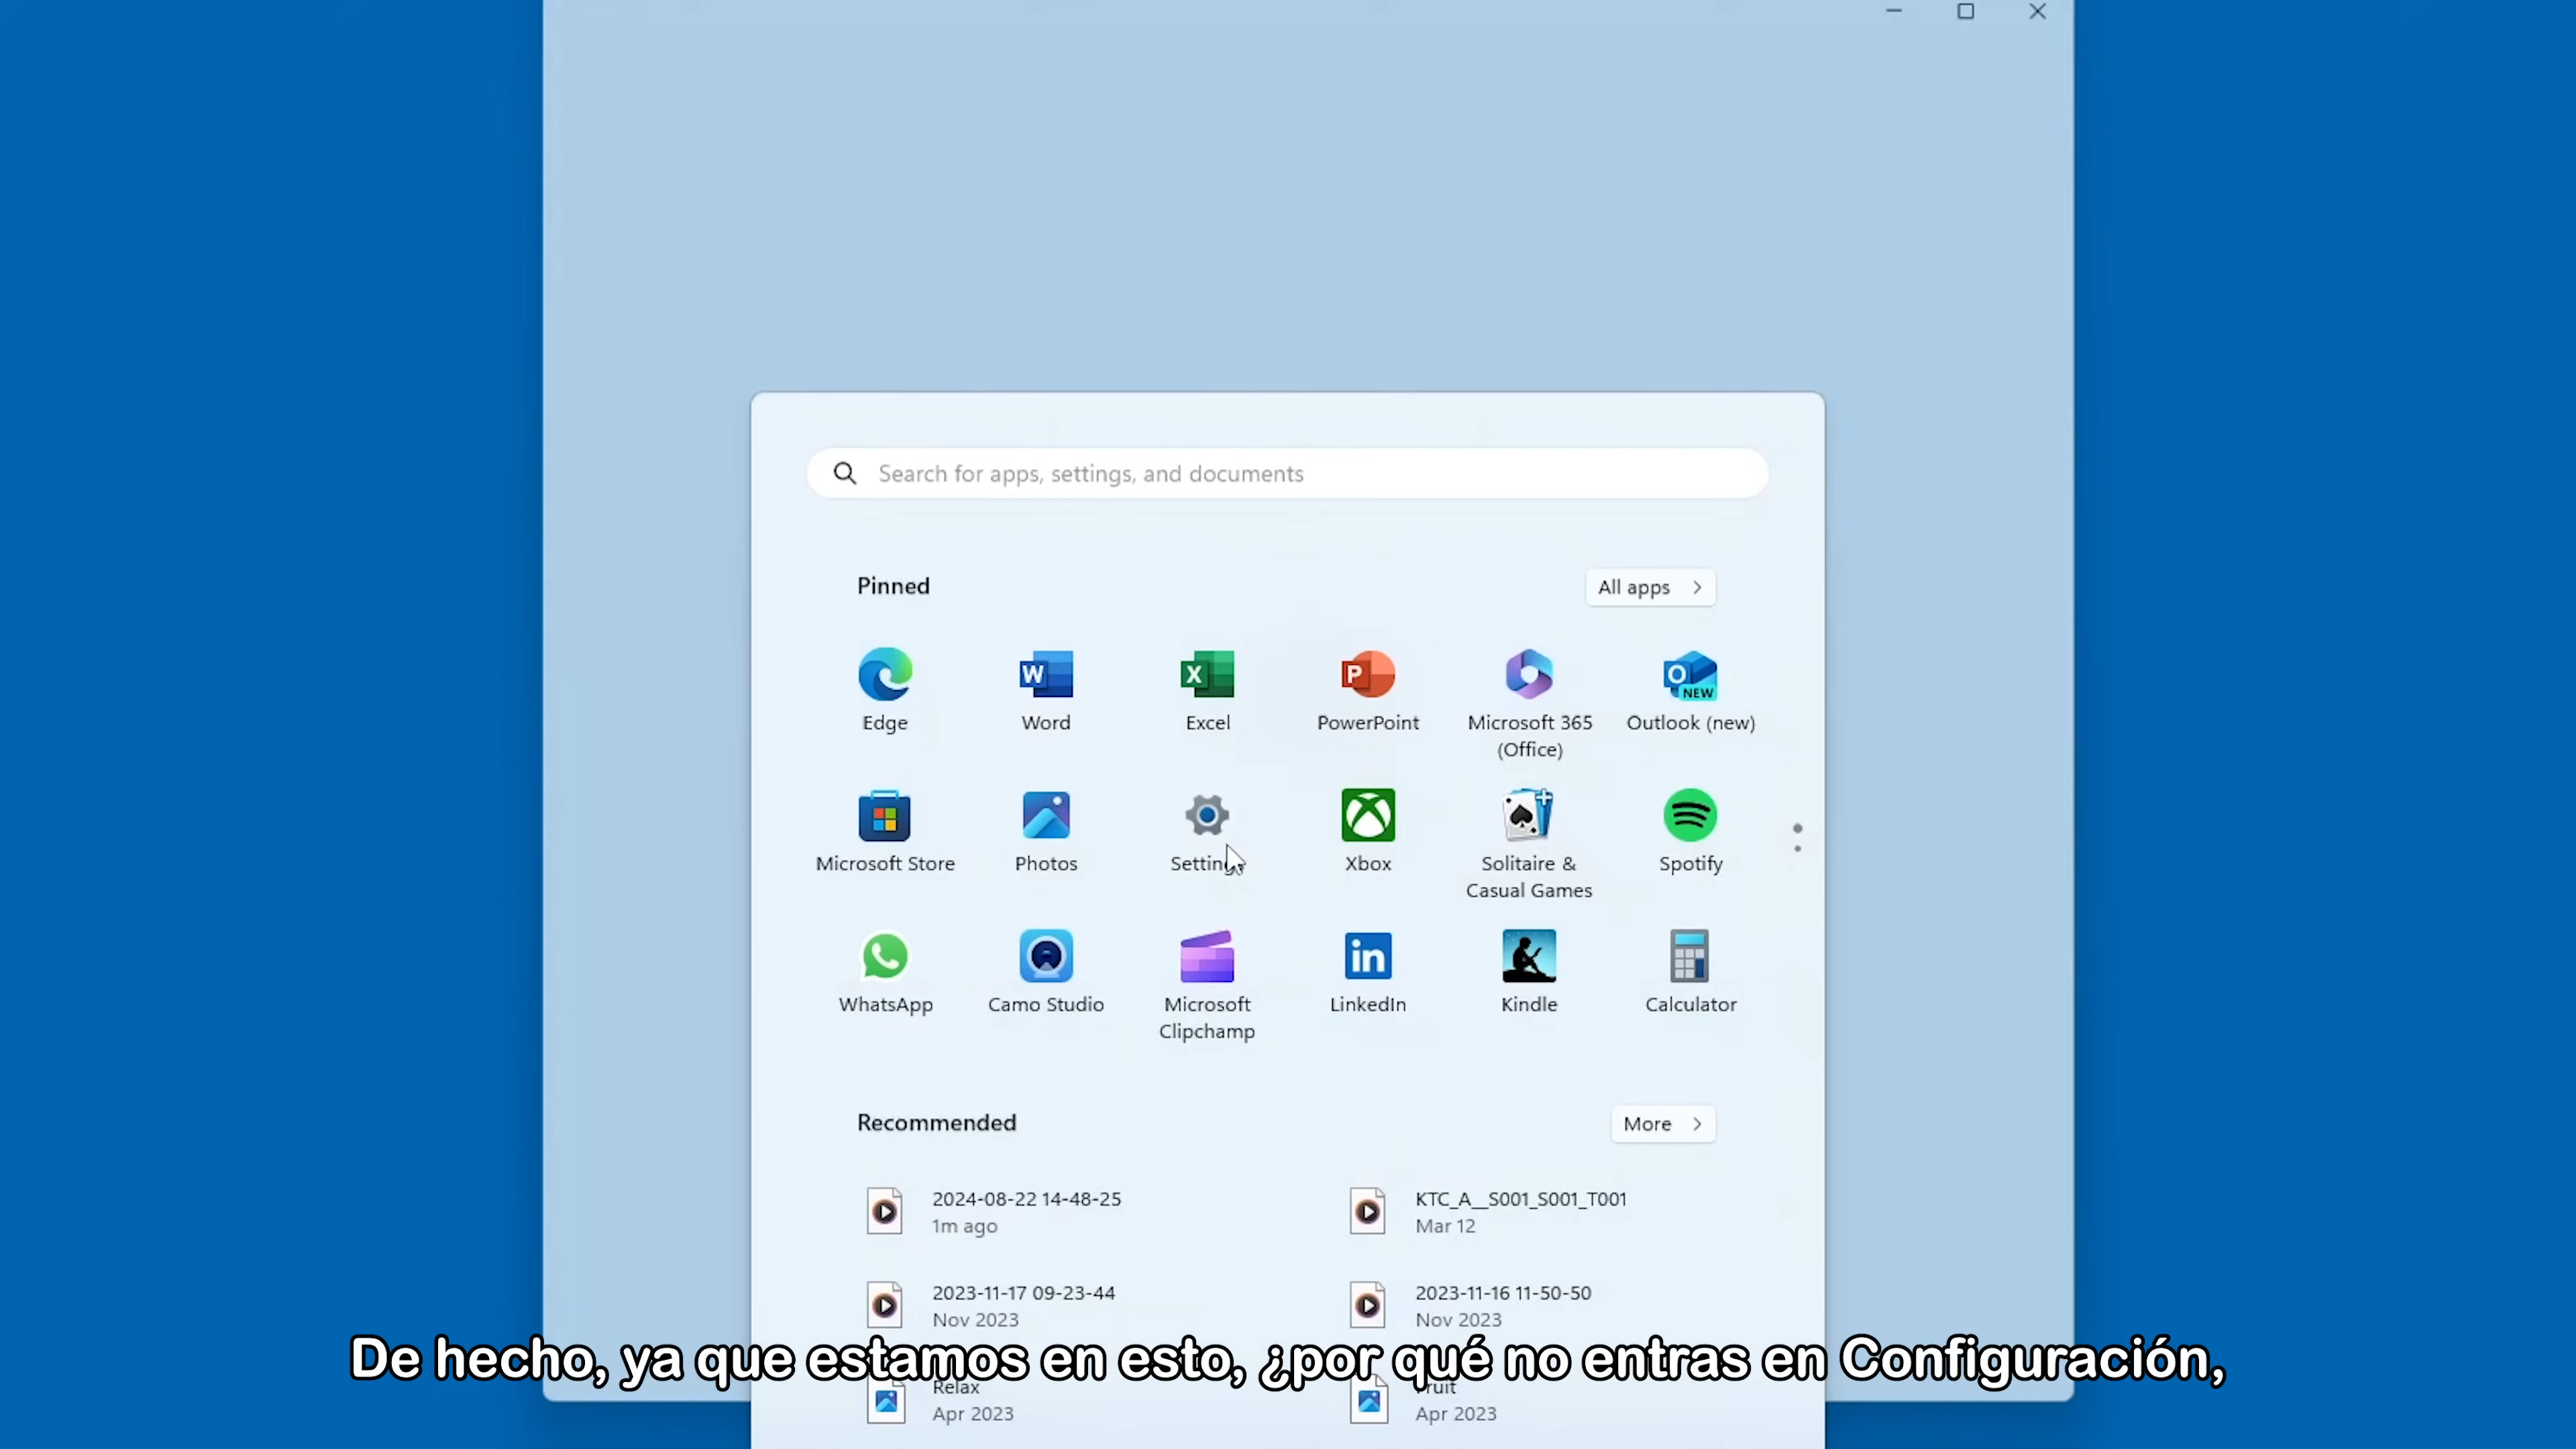 Search for apps, settings, and documents
Pinned
All apps
Edge
Word
Excel
PowerPoint
Microsoft 365
(Office)
Outlook (new)
NEW
Microsoft Store
Photos
Xbox
Solitaire &
Casual Games
Spotify
WhatsApp
Camo Studio
Microsoft
Clipchamp
LinkedIn
Kindle
Calculator
Recommended
More
2024-08-22 14-48-25
1m ago
KTC_A__S001_S001_T001
Mar 12
2023-11-17 09-23-44
Nov 2023
2023-11-16 11-50-50
Nov 2023
De hecho, ya que estamos en esto, ¿por qué no entras en Configuración,
Relax
Apr 2023
Apr 2023